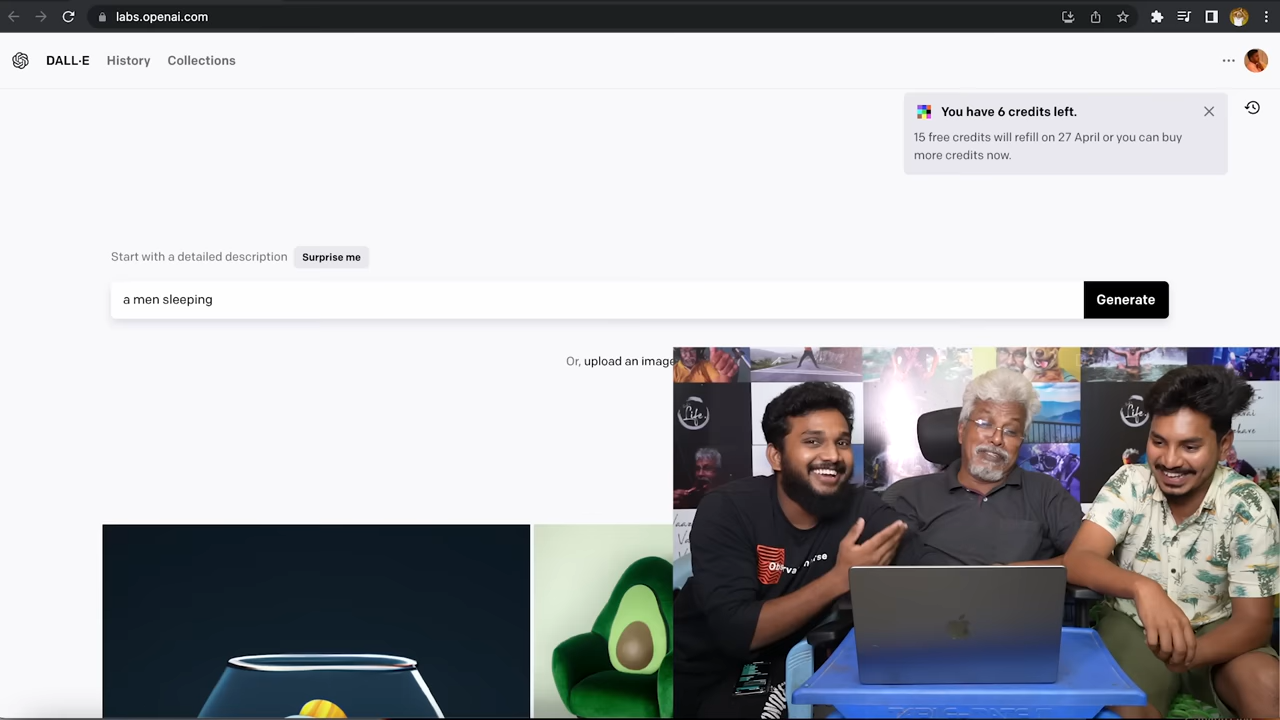 labs.openai.com
DALL·E History Collections
You have 6 credits left.
15 free credits will refill on 27 April or you can buy
more credits now.
Start with a detailed description Surprise me
a men sleeping
Generate
Or, upload an image
Life.
Life.